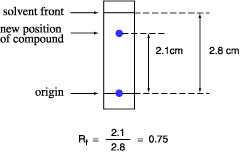 solvent front
new position
of compound
2.1cm
2.8 cm
origin
Rf = 2.1 / 2.8 = 0.75